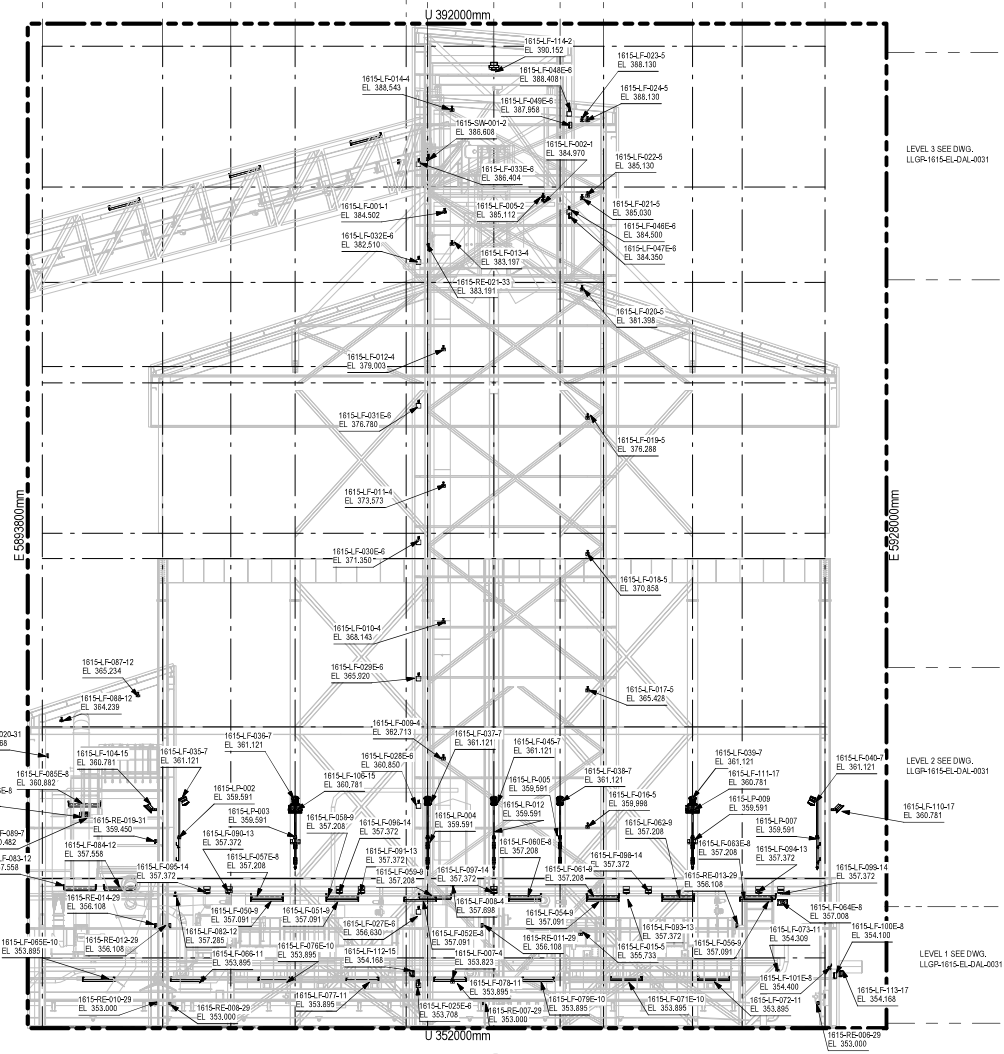 U 392000mm
1615-LF-114-2
EL 390.152
1615-LF-023-5
EL 388.130
1615-LF-014-4
EL 388.543
1615-LF-048E-6
EL 388.408
1615-LF-024-5
EL 388.130
1615-LF-049E-6
EL 387.958
1615-SW-001-2
EL 386.608
1615-LF-002-1
EL 384.970
LEVEL 3 SEE DWG.
LLGP-1615-EL-DAL-0031
1615-LF-033E-6
EL 386.404
1615-LF-022-5
EL 385.130
1615-LF-001-1
EL 384.502
1615-LF-005-2
EL 385.112
1615-LF-021-5
EL 385.030
1615-LF-046E-6
EL 384.500
1615-LF-032E-6
EL 382.510
1615-LF-013-4
EL 383.197
1615-LF-047E-6
EL 384.350
1615-RE-021-33
EL 383.191
1615-LF-020-5
EL 381.398
1615-LF-012-4
EL 379.003
1615-LF-031E-6
EL 376.780
1615-LF-019-5
EL 376.288
1615-LF-011-4
EL 373.573
E 5893800mm
E 5928000mm
1615-LF-030E-6
EL 371.350
1615-LF-018-5
EL 370.858
1615-LF-010-4
EL 368.143
1615-LF-087-12
EL 365.234
1615-LF-029E-6
EL 365.920
1615-LF-017-5
EL 365.428
1615-LF-088-12
EL 364.239
1615-LF-009-4
EL 362.713
020-31
68
1615-LF-104-15
EL 360.781
1615-LF-035-7
EL 361.121
1615-LF-036-7
EL 361.121
1615-LF-037-7
EL 361.121
1615-LF-045-7
EL 361.121
1615-LF-039-7
EL 361.121
1615-LF-040-7
EL 361.121
LEVEL 2 SEE DWG.
LLGP-1615-EL-DAL-0031
1615-LF-085E-8
EL 360.882
1615-LF-106-15
EL 360.781
1615-LF-028E-6
EL 360.850
1615-LP-005
EL 359.591
1615-LF-038-7
EL 361.121
1615-LF-111-17
EL 360.781
1615-LP-002
EL 359.591
1615-LP-003
EL 359.591
1615-LP-004
EL 359.591
1615-LP-012
EL 359.591
1615-LF-016-5
EL 359.998
1615-LP-009
EL 359.591
1615-LP-007
EL 359.591
1615-LF-110-17
EL 360.781
6E-8
1615-RE-019-31
EL 359.450
1615-LF-058-9
EL 357.208
1615-LF-096-14
EL 357.372
1615-LF-062-9
EL 357.208
F-089-7
0.482
1615-LF-084-12
EL 357.558
1615-LF-090-13
EL 357.372
1615-LF-060E-8
EL 357.208
1615-LF-063E-8
EL 357.208
1615-LF-094-13
EL 357.372
LF-083-12
7.558
1615-LF-095-14
EL 357.372
1615-LF-057E-8
EL 357.208
1615-LF-091-13
EL 357.372
1615-LF-059-9
EL 357.208
1615-LF-097-14
EL 357.372
1615-LF-061-9
EL 357.208
1615-LF-098-14
EL 357.372
1615-RE-013-29
EL 356.108
1615-LF-099-14
EL 357.372
1615-RE-014-29
EL 356.108
1615-LF-050-9
EL 357.091
1615-LF-051-9
EL 357.091
1615-LF-008-4
EL 357.698
1615-LF-054-9
EL 357.091
1615-LF-064E-8
EL 357.008
1615-LF-082-12
EL 357.285
1615-LF-027E-6
EL 356.630
1615-LF-093-13
EL 357.372
1615-LF-065E-10
EL 353.895
1615-RE-012-29
EL 356.108
1615-LF-076E-10
EL 353.895
1615-LF-052E-8
EL 357.091
1615-RE-011-29
EL 356.108
1615-LF-015-5
EL 355.733
1615-LF-056-9
EL 357.091
1615-LF-073-11
EL 354.309
1615-LF-100E-8
EL 354.100
1615-LF-066-11
EL 353.895
1615-LF-112-15
EL 354.168
1615-LF-007-4
EL 353.823
LEVEL 1 SEE DWG.
LLGP-1615-EL-DAL-0031
1615-LF-101E-8
EL 354.400
1615-LF-113-17
EL 354.168
1615-RE-010-29
EL 353.000
1615-RE-008-29
EL 353.000
1615-LF-077-11
EL 353.895
1615-LF-025E-6
EL 353.708
1615-LF-078-11
EL 353.895
1615-RE-007-29
EL 353.000
1615-LF-079E-10
EL 353.895
1615-LF-071E-10
EL 353.895
1615-LF-072-11
EL 353.895
1615-RE-006-29
EL 353.000
U 352000mm